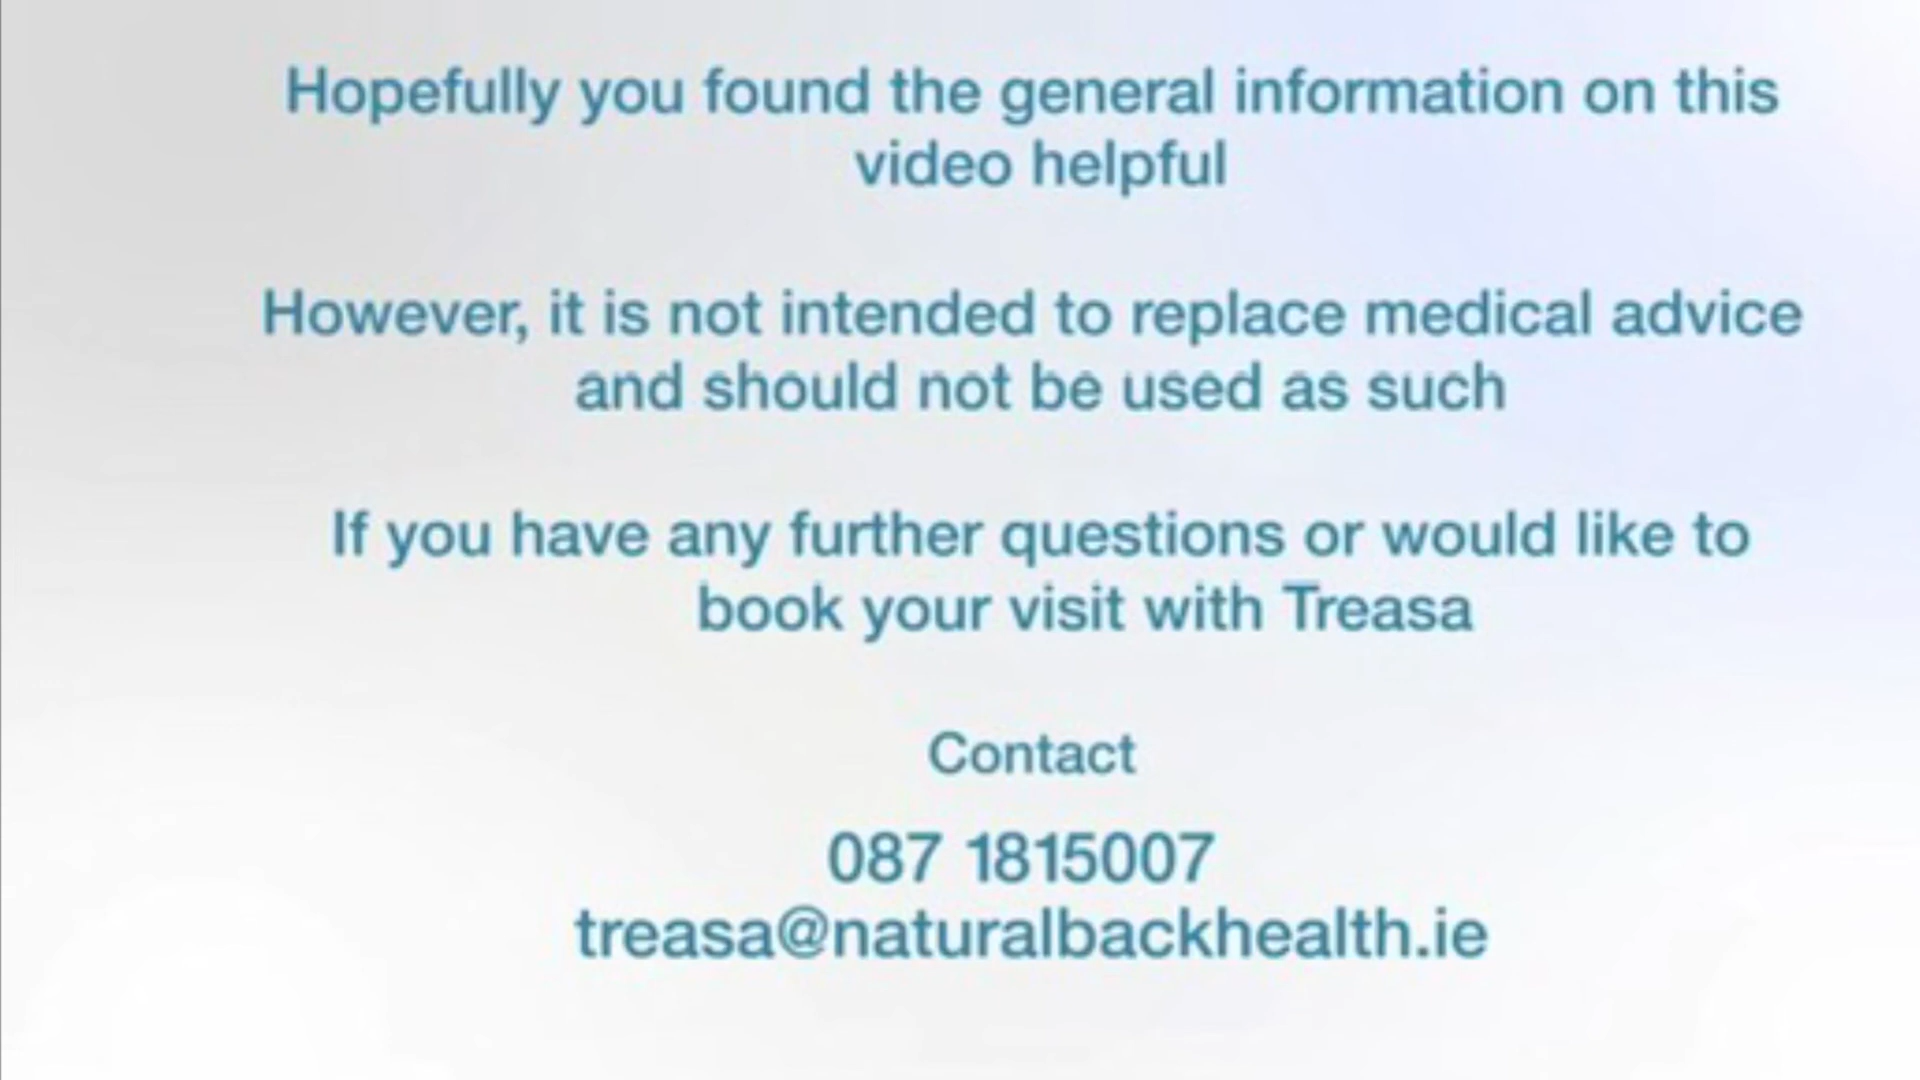 Hopefully you found the general information on this
video helpful
However, it is not intended to replace medical advice
and should not be used as such
If you have any further questions or would like to
book your visit with Treasa
Contact
087 1815007
treasa@naturalbackhealth.ie